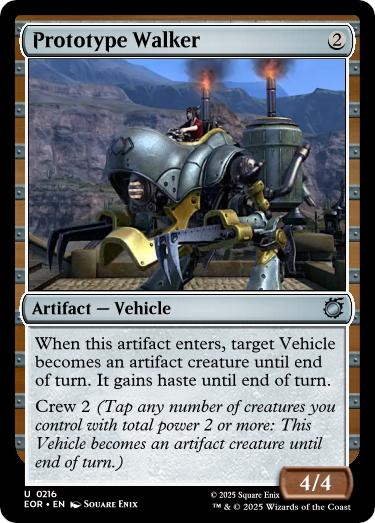 Prototype Walker 2
Artifact — Vehicle
When this artifact enters, target Vehicle
becomes an artifact creature until end
of turn. It gains haste until end of turn.
Crew 2 (Tap any number of creatures you
control with total power 2 or more: This
Vehicle becomes an artifact creature until
end of turn.)
4/4
U 0216
EOR • EN SQUARE ENIX
© 2025 Square Enix
™ & © 2025 Wizards of the Coast